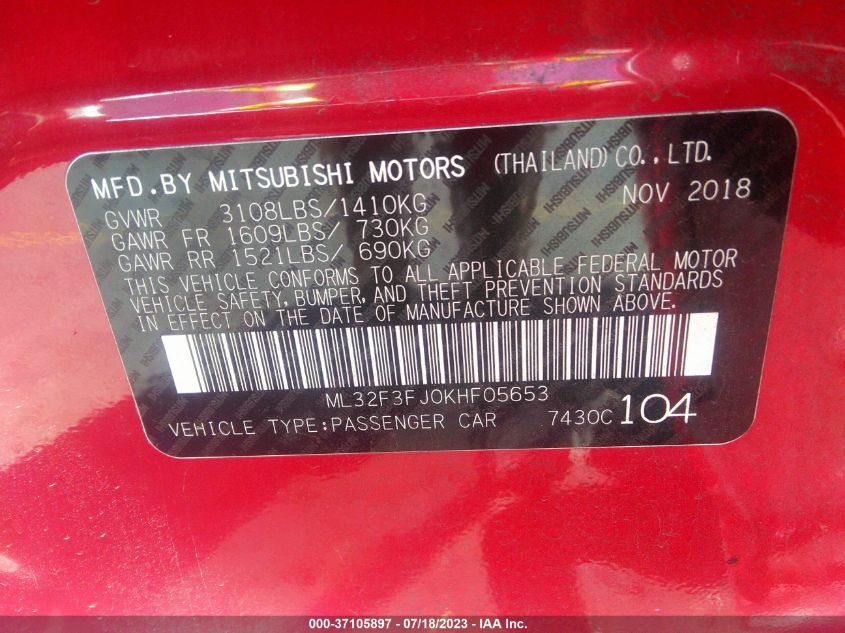 MFD.BY MITSUBISHI MOTORS (THAILAND) CO.,LTD.
NOV 2018
GVWR 3108LBS/1410KG
GAWR FR 1609LBS/ 730KG
GAWR RR 1521LBS/ 690KG
THIS VEHICLE CONFORMS TO ALL APPLICABLE FEDERAL MOTOR
VEHICLE SAFETY, BUMPER, AND THEFT PREVENTION STANDARDS
IN EFFECT ON THE DATE OF MANUFACTURE SHOWN ABOVE.
ML32F3FJ0KHF05653
VEHICLE TYPE:PASSENGER CAR 7430C 104
000-37105897 - 07/18/2023 - IAA Inc.